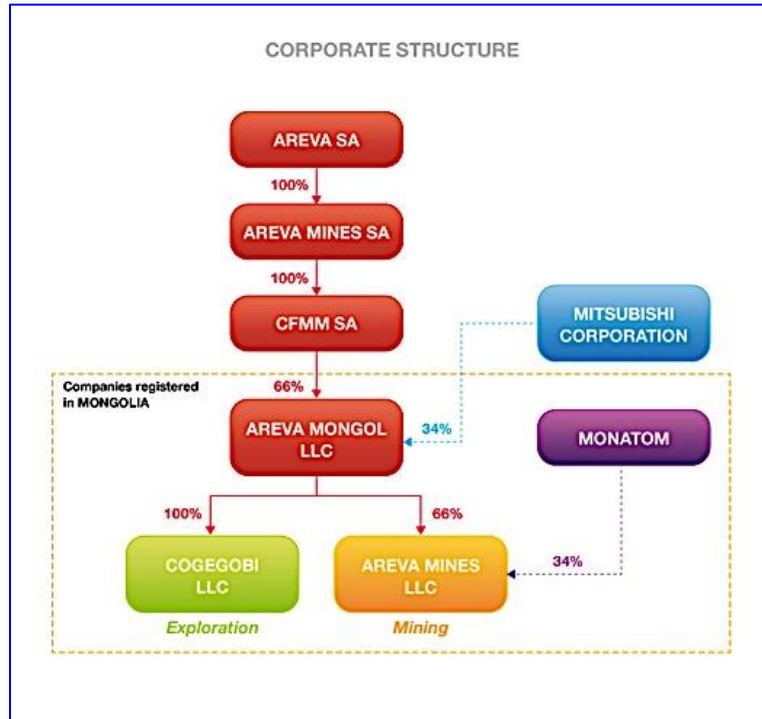 CORPORATE STRUCTURE
AREVA SA
100%
AREVA MINES SA
100%
CFMM SA
MITSUBISHI
CORPORATION
Companies registered
in MONGOLIA
66%
AREVA MONGOL
LLC
34%
MONATOM
100%
66%
COGEGOBI
LLC
AREVA MINES
LLC
34%
Exploration
Mining